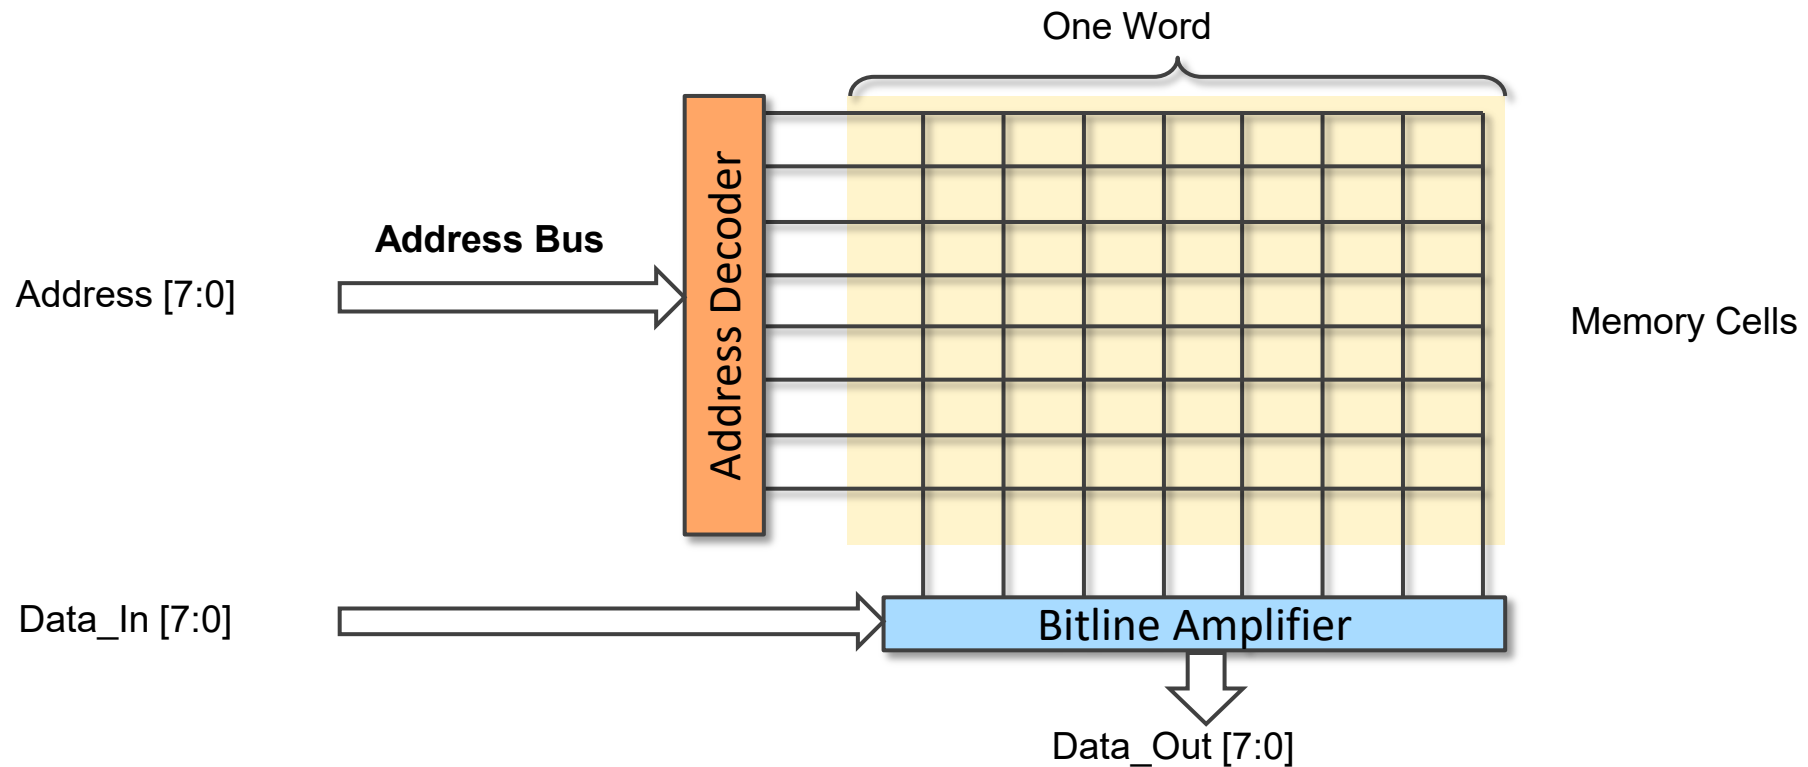 One Word
Address Decoder
Address Bus
Address [7:0]
Memory Cells
Data_In [7:0]
Bitline Amplifier
Data_Out [7:0]